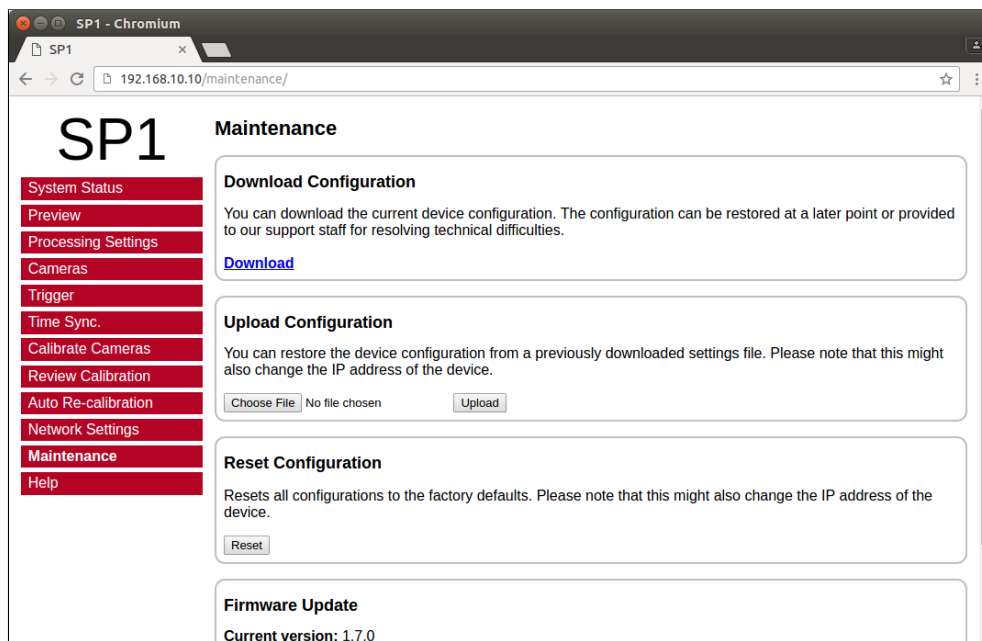 SP1 - Chromium
SP1
192.168.10.10/maintenance/
SP1
System Status
Preview
Processing Settings
Cameras
Trigger
Time Sync.
Calibrate Cameras
Review Calibration
Auto Re-calibration
Network Settings
Maintenance
Help
Maintenance
Download Configuration
You can download the current device configuration. The configuration can be restored at a later point or provided
to our support staff for resolving technical difficulties.
Download
Upload Configuration
You can restore the device configuration from a previously downloaded settings file. Please note that this might
also change the IP address of the device.
Choose File No file chosen Upload
Reset Configuration
Resets all configurations to the factory defaults. Please note that this might also change the IP address of the
device.
Reset
Firmware Update
Current version: 1.7.0